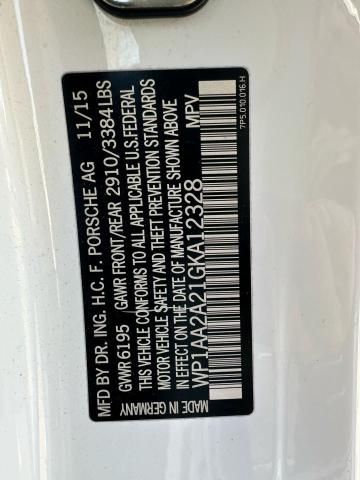 MFD BY DR. ING. H.C. F. PORSCHE AG 11/15
GVWR 6195 GAWR FRONT/REAR 2910/3384 LBS
THIS VEHICLE CONFORMS TO ALL APPLICABLE U.S.FEDERAL
MOTOR VEHICLE SAFETY AND THEFT PREVENTION STANDARDS
IN EFFECT ON THE DATE OF MANUFACTURE SHOWN ABOVE
WP1AA2A21GKA12328 MPV
MADE IN GERMANY
7P5.010.016.H